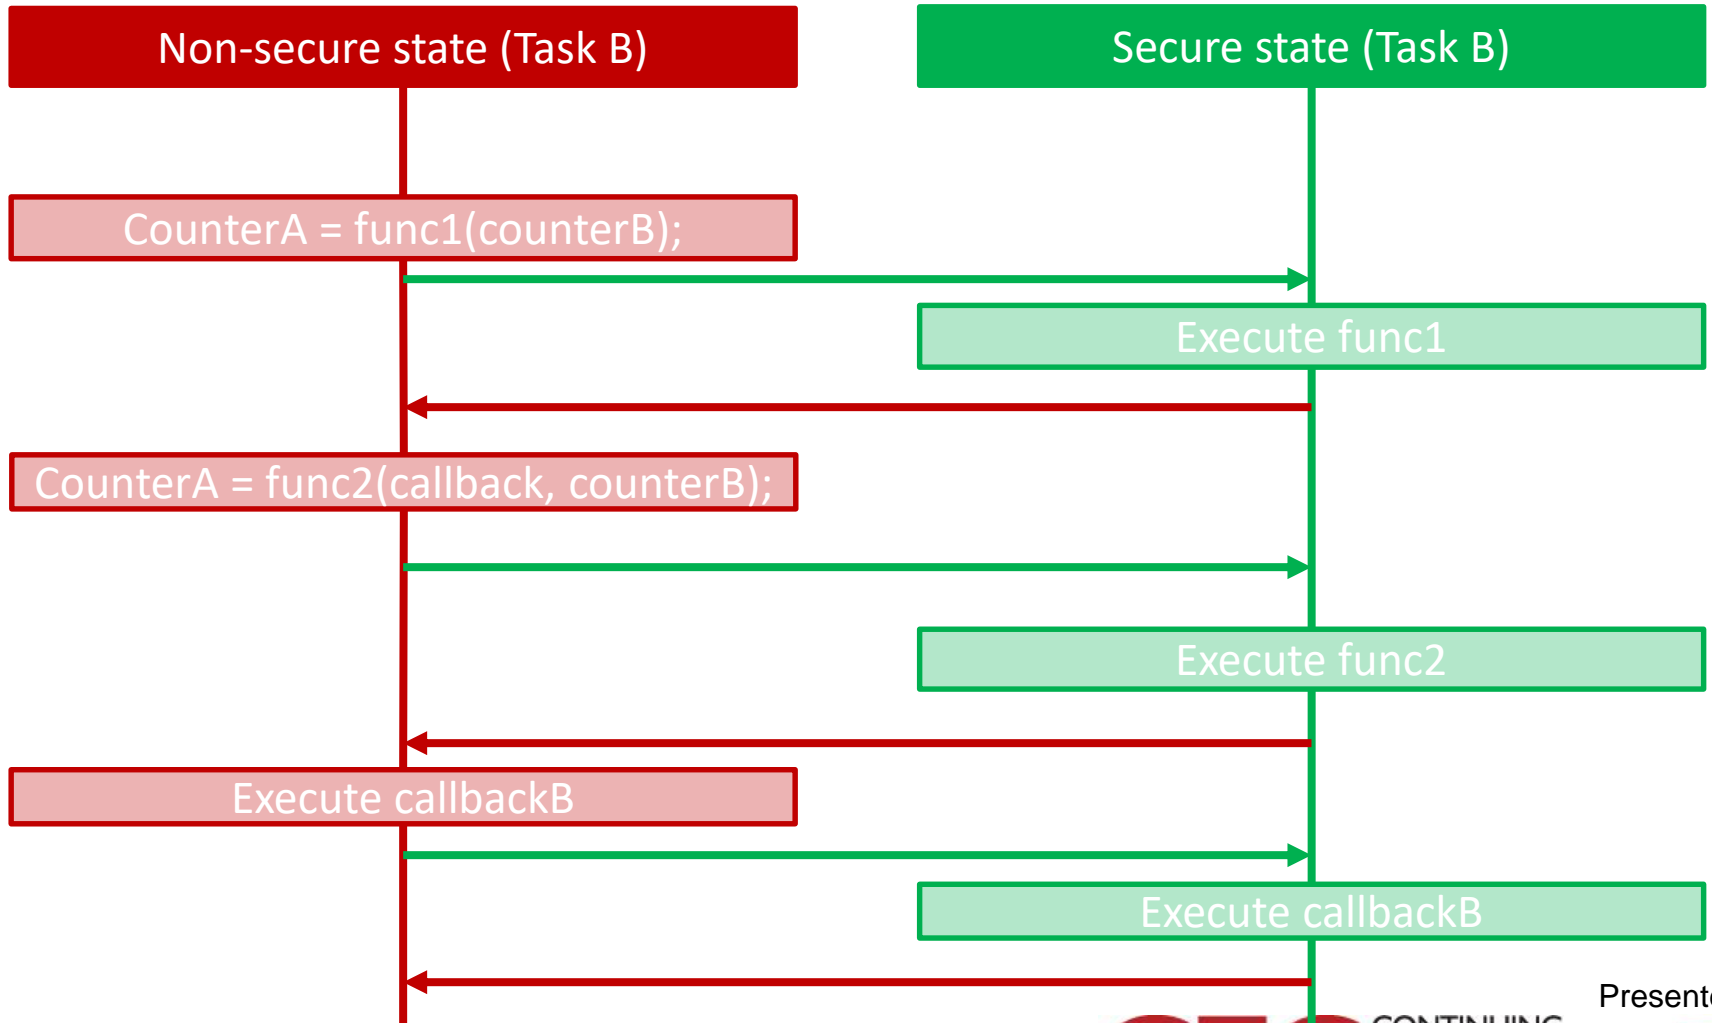 Non-secure state (Task B)
Secure state (Task B)
CounterA = func1(counterB);
Execute func1
CounterA = func2(callback, counterB);
Execute func2
Execute callbackB
Execute callbackB